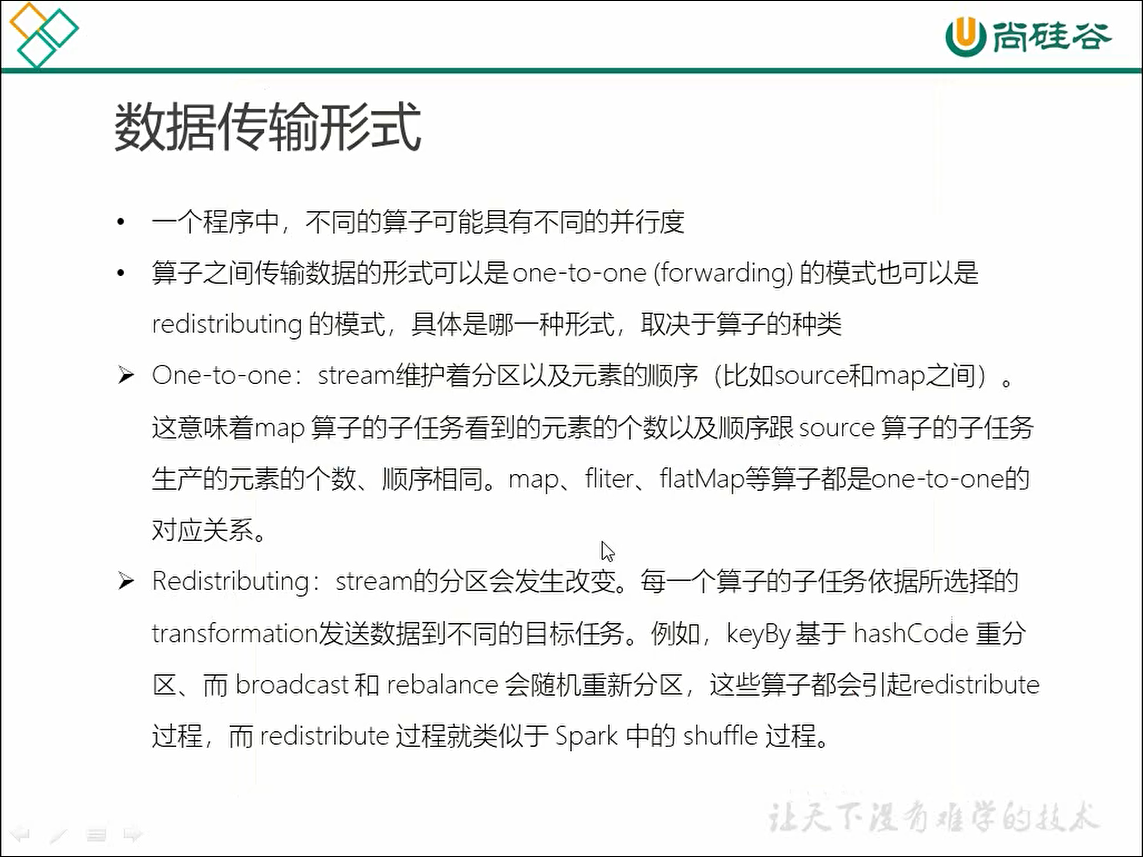 尚硅谷
数据传输形式
• 一个程序中，不同的算子可能具有不同的并行度
• 算子之间传输数据的形式可以是 one-to-one (forwarding) 的模式也可以是
redistributing 的模式，具体是哪一种形式，取决于算子的种类
➢ One-to-one：stream维护着分区以及元素的顺序（比如source和map之间）。
这意味着map 算子的子任务看到的元素的个数以及顺序跟 source 算子的子任务
生产的元素的个数、顺序相同。map、fliter、flatMap等算子都是one-to-one的
对应关系。
➢ Redistributing：stream的分区会发生改变。每一个算子的子任务依据所选择的
transformation发送数据到不同的目标任务。例如，keyBy 基于 hashCode 重分
区、而 broadcast 和 rebalance 会随机重新分区，这些算子都会引起redistribute
过程，而 redistribute 过程就类似于 Spark 中的 shuffle 过程。
让天下没有难学的技术